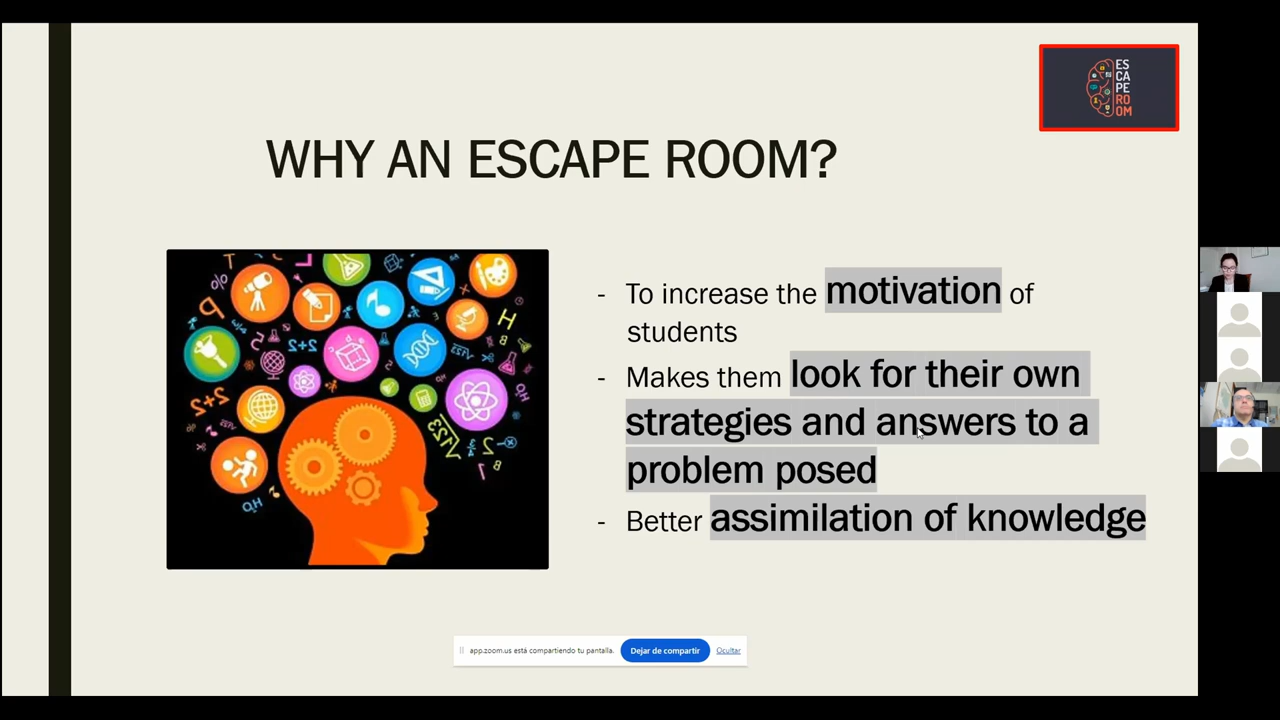 ES
CA
PE
RO
OM
WHY AN ESCAPE ROOM?
- To increase the motivation of
students
- Makes them look for their own
strategies and answers to a
problem posed
- Better assimilation of knowledge
app.zoom.us está compartiendo tu pantalla.
Dejar de compartir
Ocultar